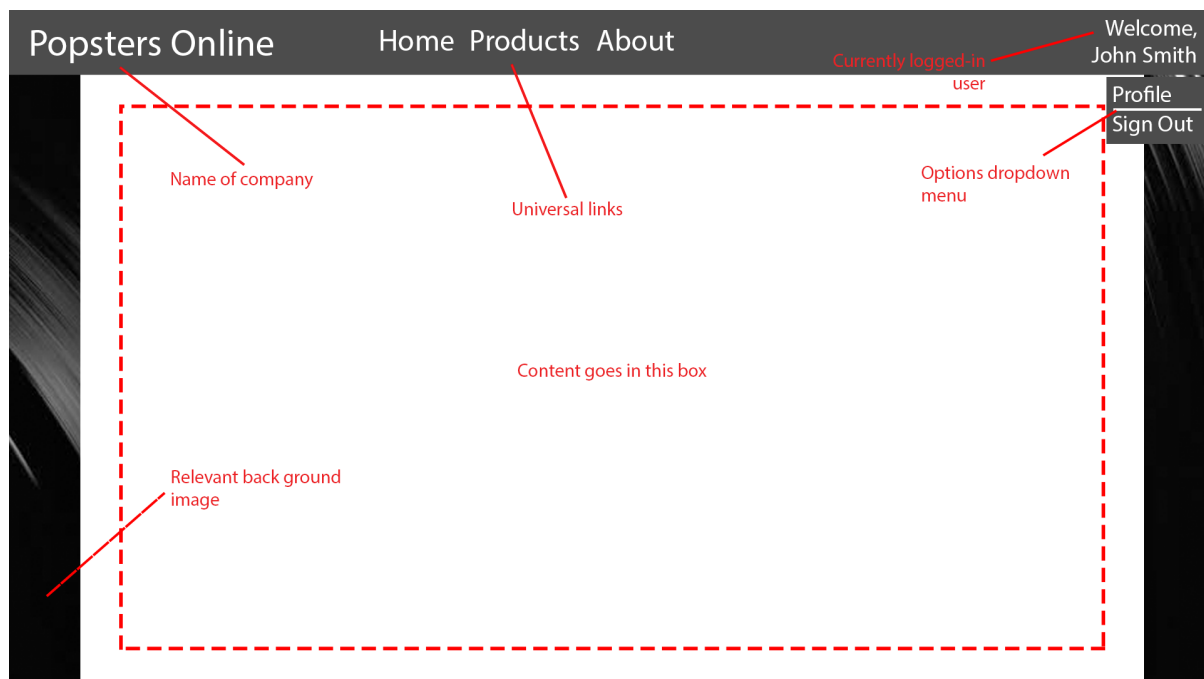 Popsters Online
Home Products About
Welcome,
John Smith
Currently logged-in
user
Profile
Sign Out
Name of company
Universal links
Options dropdown
menu
Content goes in this box
Relevant back ground
image